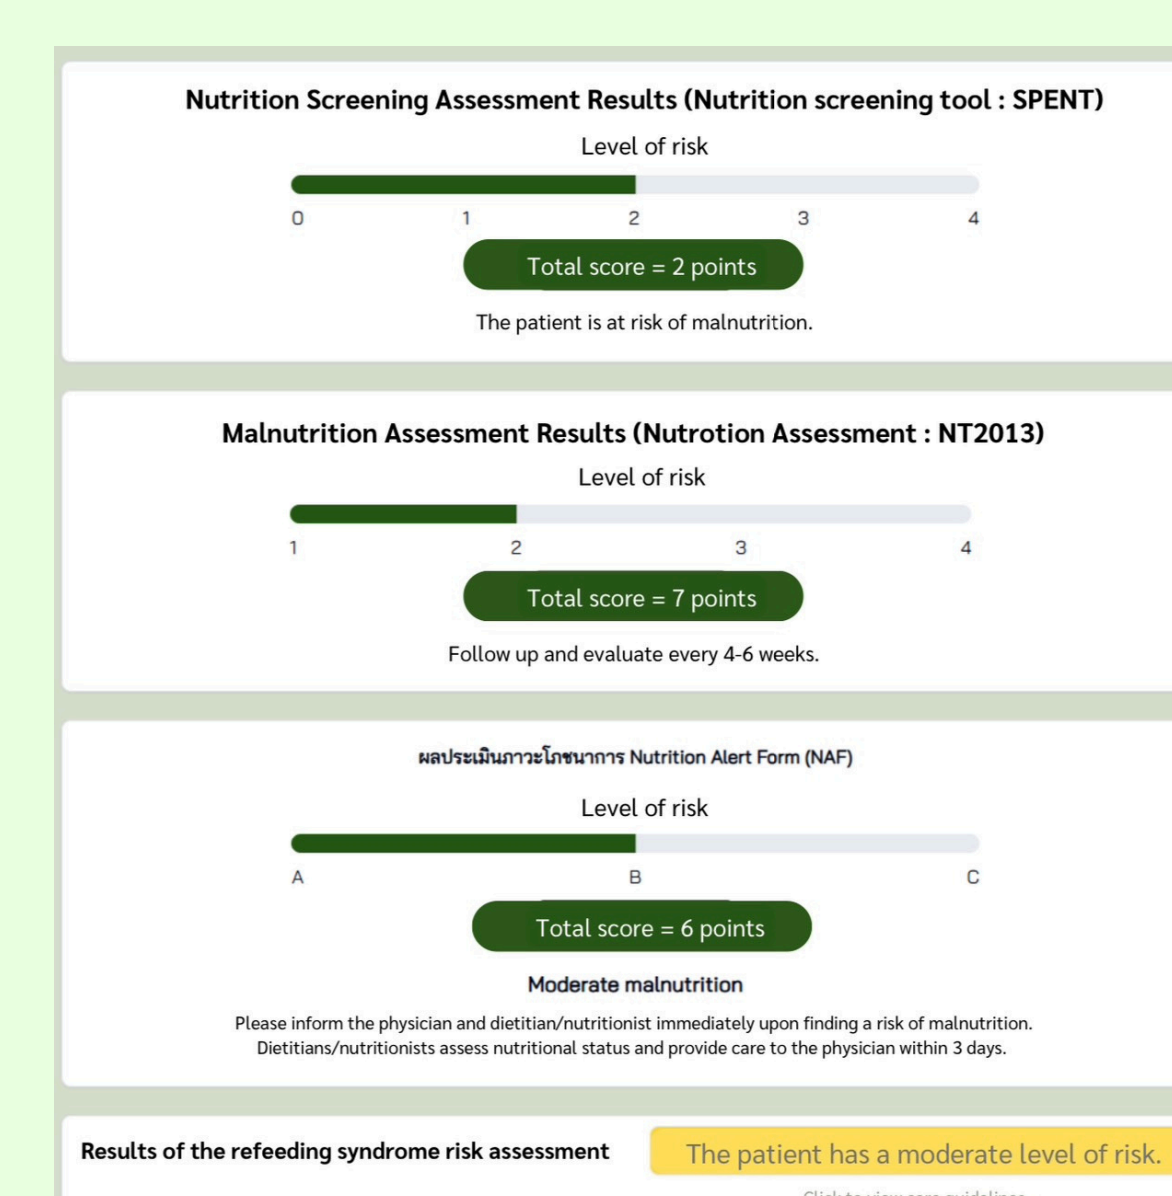 Nutrition Screening Assessment Results (Nutrition screening tool : SPENT)
Level of risk
0 1 2 3 4
Total score = 2 points
The patient is at risk of malnutrition.
Malnutrition Assessment Results (Nutrotion Assessment : NT2013)
Level of risk
1 2 3 4
Total score = 7 points
Follow up and evaluate every 4-6 weeks.
ผลประเมินภาวะโภชนาการ Nutrition Alert Form (NAF)
Level of risk
A B C
Total score = 6 points
Moderate malnutrition
Please inform the physician and dietitian/nutritionist immediately upon finding a risk of malnutrition.
Dietitians/nutritionists assess nutritional status and provide care to the physician within 3 days.
Results of the refeeding syndrome risk assessment The patient has a moderate level of risk.
Click to view care guidelines